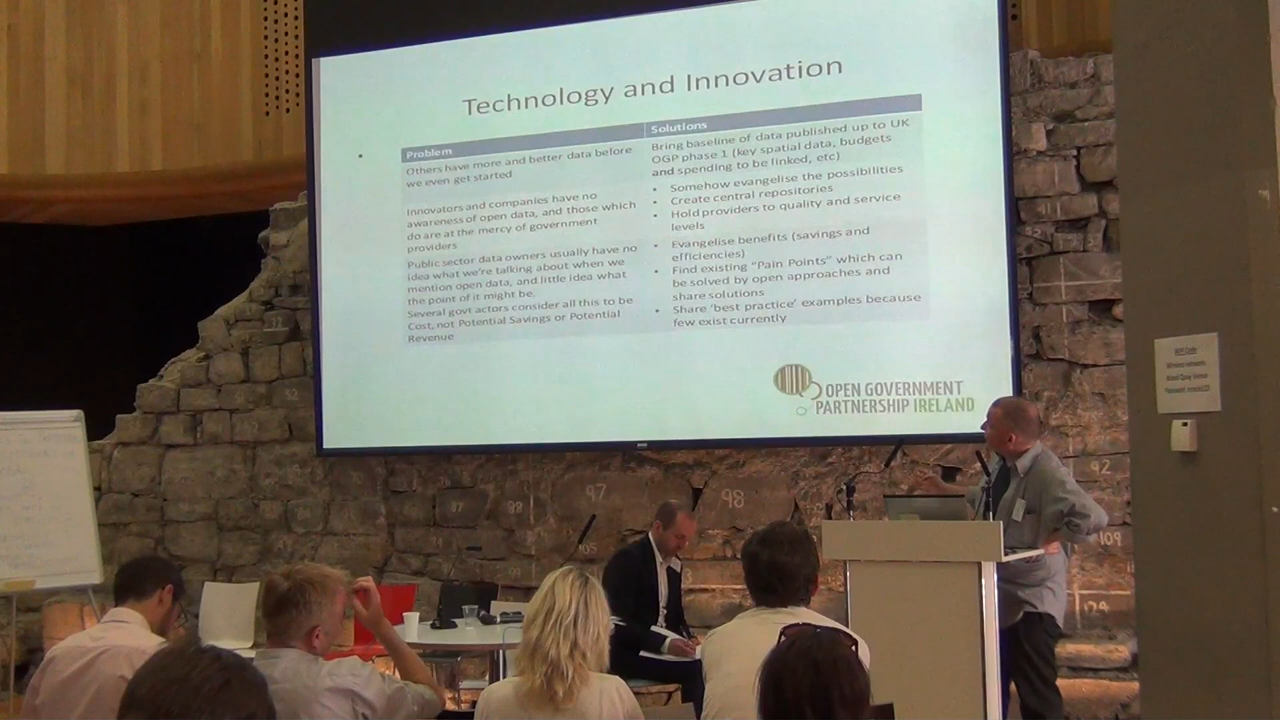 Technology and Innovation
Problem
Solutions
Others have more and better data before
we even get started
Bring baseline of data published up to UK
OGP phase 1 (key spatial data, budgets
and spending to be linked, etc)
Innovators and companies have no
awareness of open data, and those which
do are at the mercy of government
providers
• Somehow evangelise the possibilities
• Create central repositories
• Hold providers to quality and service
levels
Public sector data owners usually have no
idea what we're talking about when we
mention open data, and little idea what
the point of it might be.
Several govt actors consider all this to be
Cost, not Potential Savings or Potential
Revenue
• Evangelise benefits (savings and
efficiencies)
• Find existing "Pain Points" which can
be solved by open approaches and
share solutions
• Share 'best practice' examples because
few exist currently
OPEN GOVERNMENT
PARTNERSHIP IRELAND
97
98
92
109
105